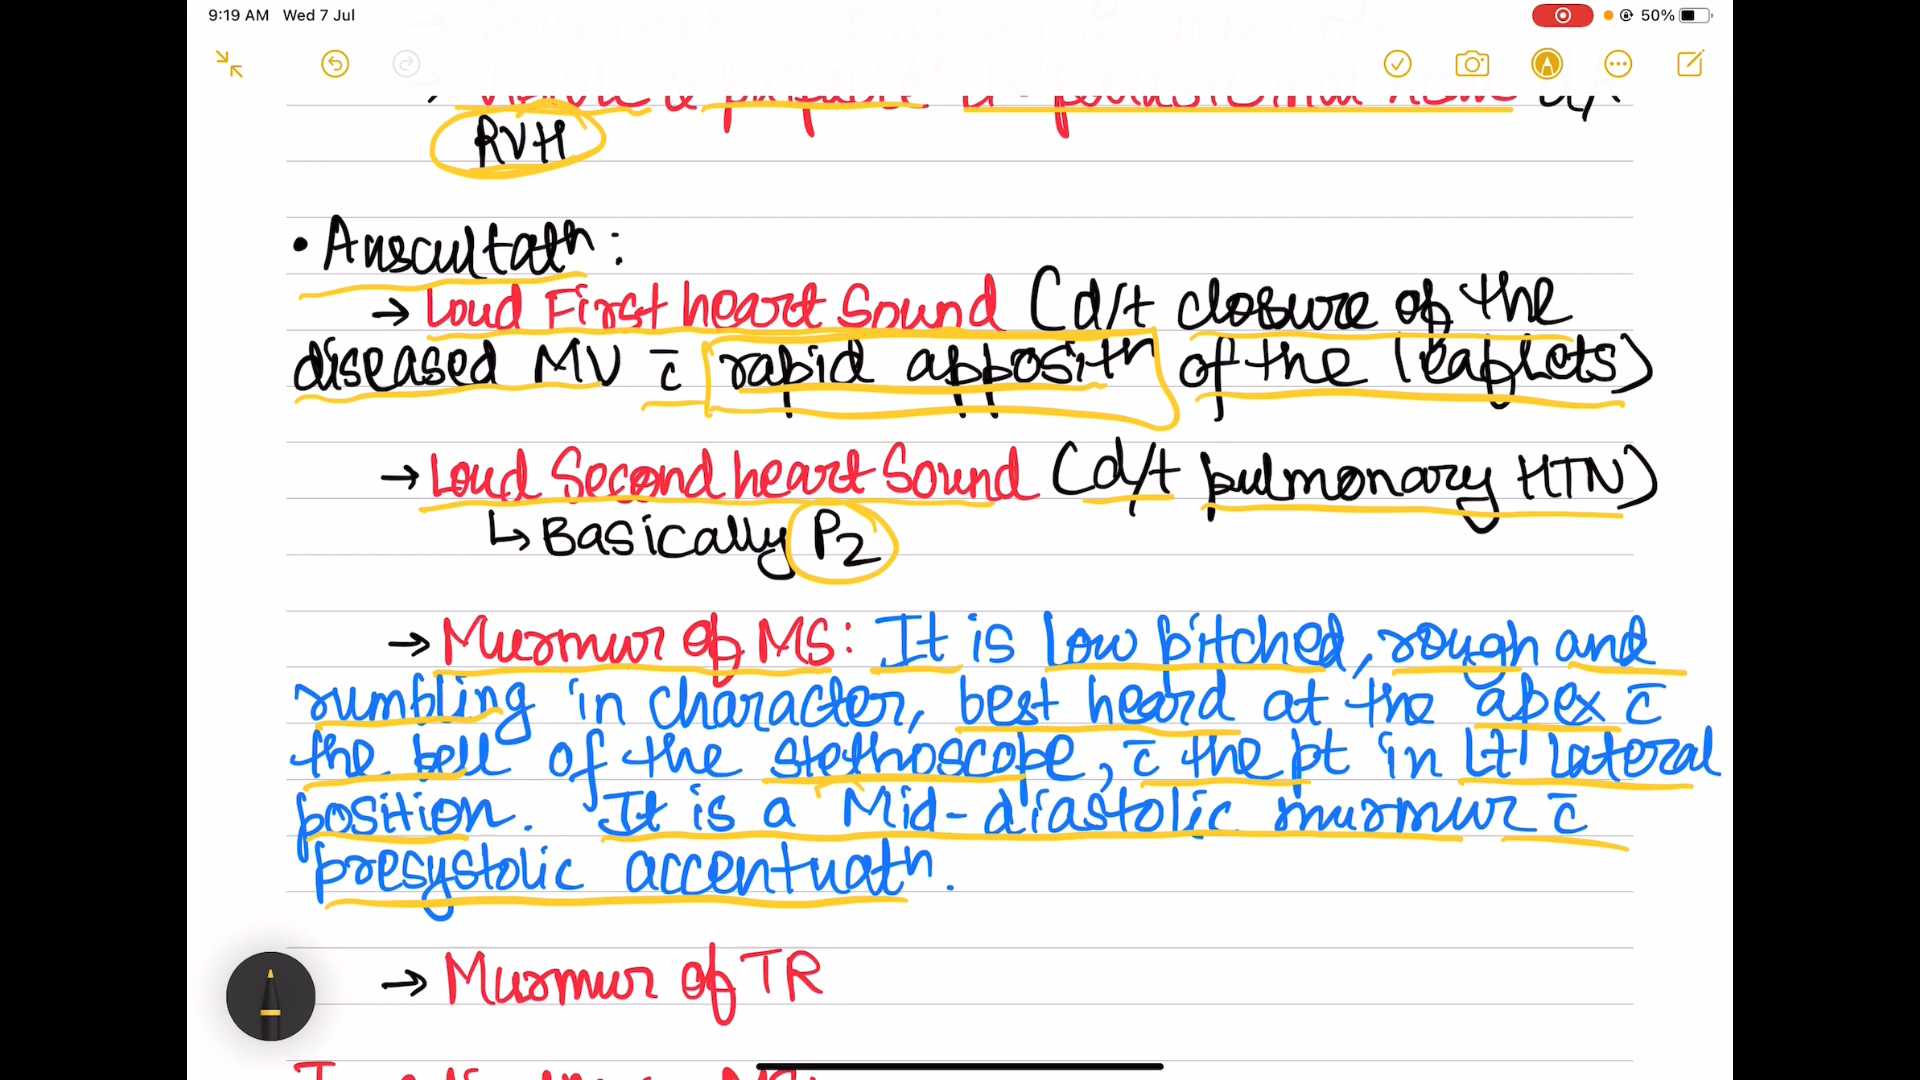 9:19 AM Wed 7 Jul
50%
RVH
• Auscultatn :
→ Loud First heart Sound (d/t closure of the
diseased MV c̄ rapid appositn of the leaflets)
→ Loud Second heart Sound (d/t pulmonary HTN)
↳ Basically P2
→ Murmur of MS: It is low pitched, rough and
rumbling in character, best heard at the apex c̄
the bell of the stethoscope, c̄ the pt in Lt lateral
position. It is a Mid-diastolic murmur c̄
presystolic accentuatn.
→ Murmur of TR